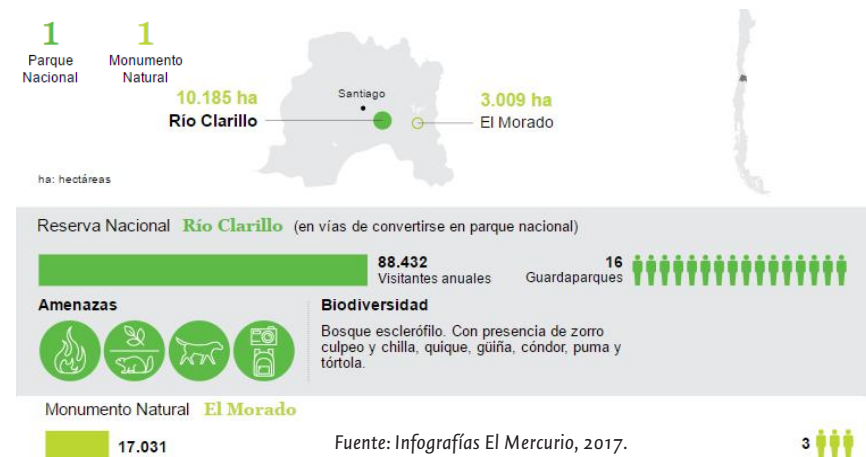 1
Parque
Nacional
1
Monumento
Natural
10.185 ha
Río Clarillo
Santiago
3.009 ha
El Morado
ha: hectáreas
Reserva Nacional Río Clarillo (en vías de convertirse en parque nacional)
88.432
Visitantes anuales
16
Guardaparques
Amenazas
Biodiversidad
Bosque esclerófilo. Con presencia de zorro
culpeo y chilla, quique, güiña, cóndor, puma y
tórtola.
Monumento Natural El Morado
17.031
Fuente: Infografías El Mercurio, 2017.
3